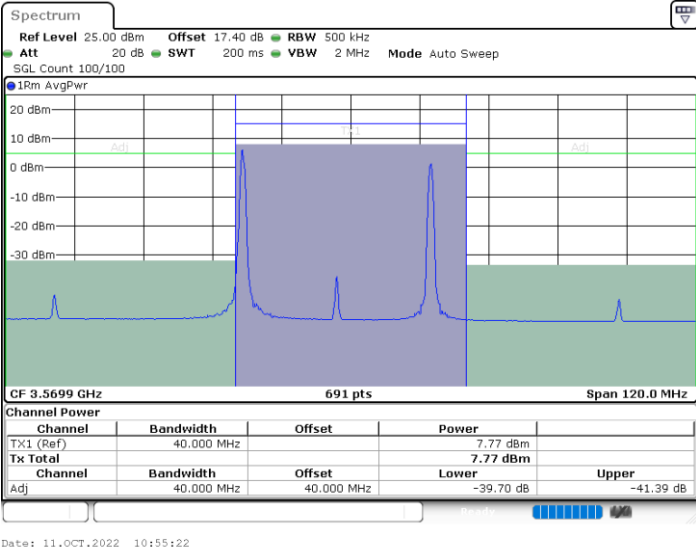 Spectrum
Ref Level 25.00 dBm Offset 17.40 dB RBW 500 kHz
Att 20 dB SWT 200 ms VBW 2 MHz Mode Auto Sweep
SGL Count 100/100
1Rm AvgPwr
20 dBm
TX1
10 dBm
Adj Adj
0 dBm
-10 dBm
-20 dBm
-30 dBm
CF 3.5699 GHz 691 pts Span 120.0 MHz
Channel Power
Channel Bandwidth Offset Power
TX1 (Ref) 40.000 MHz 7.77 dBm
Tx Total 7.77 dBm
Channel Bandwidth Offset Lower Upper
Adj 40.000 MHz 40.000 MHz -39.70 dB -41.39 dB
Ready
Date: 11.OCT.2022 10:55:22